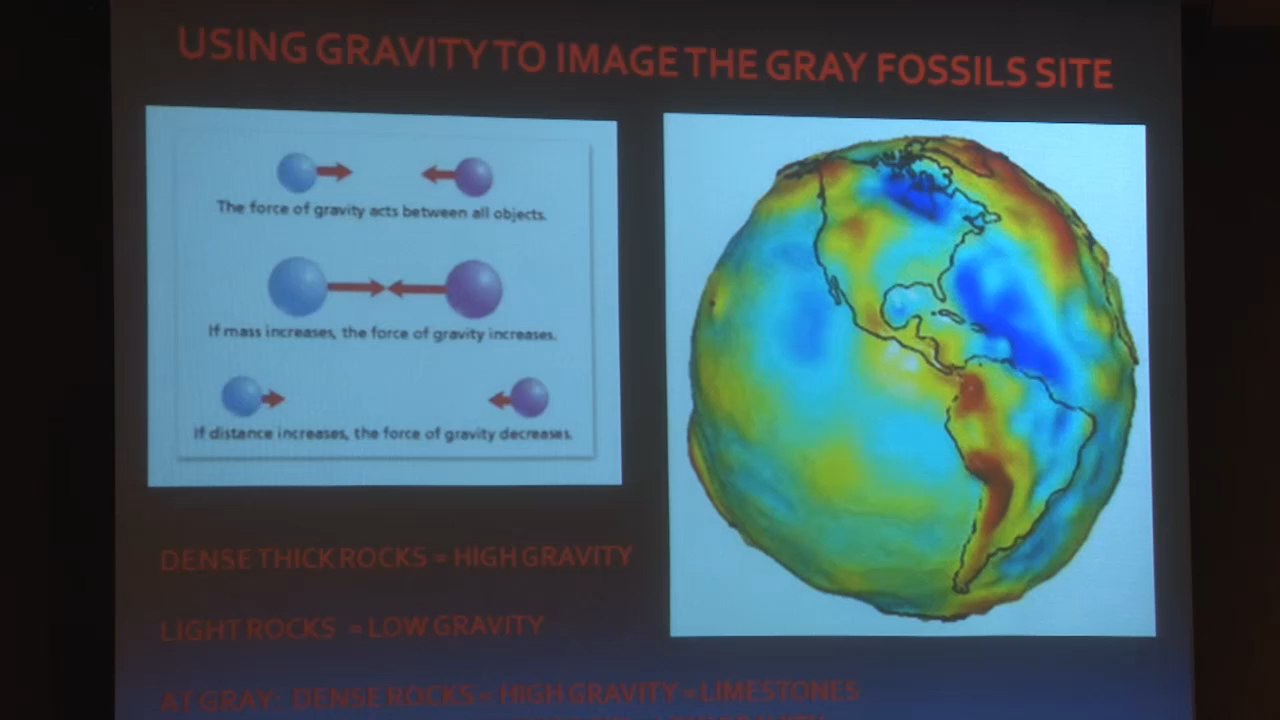 USING GRAVITY TO IMAGE THE GRAY FOSSILS SITE
The force of gravity acts between all objects.
If mass increases, the force of gravity increases.
If distance increases, the force of gravity decreases.
DENSE THICK ROCKS = HIGH GRAVITY
LIGHT ROCKS = LOW GRAVITY
AT GRAY: DENSE ROCKS = HIGH GRAVITY = LIMESTONES